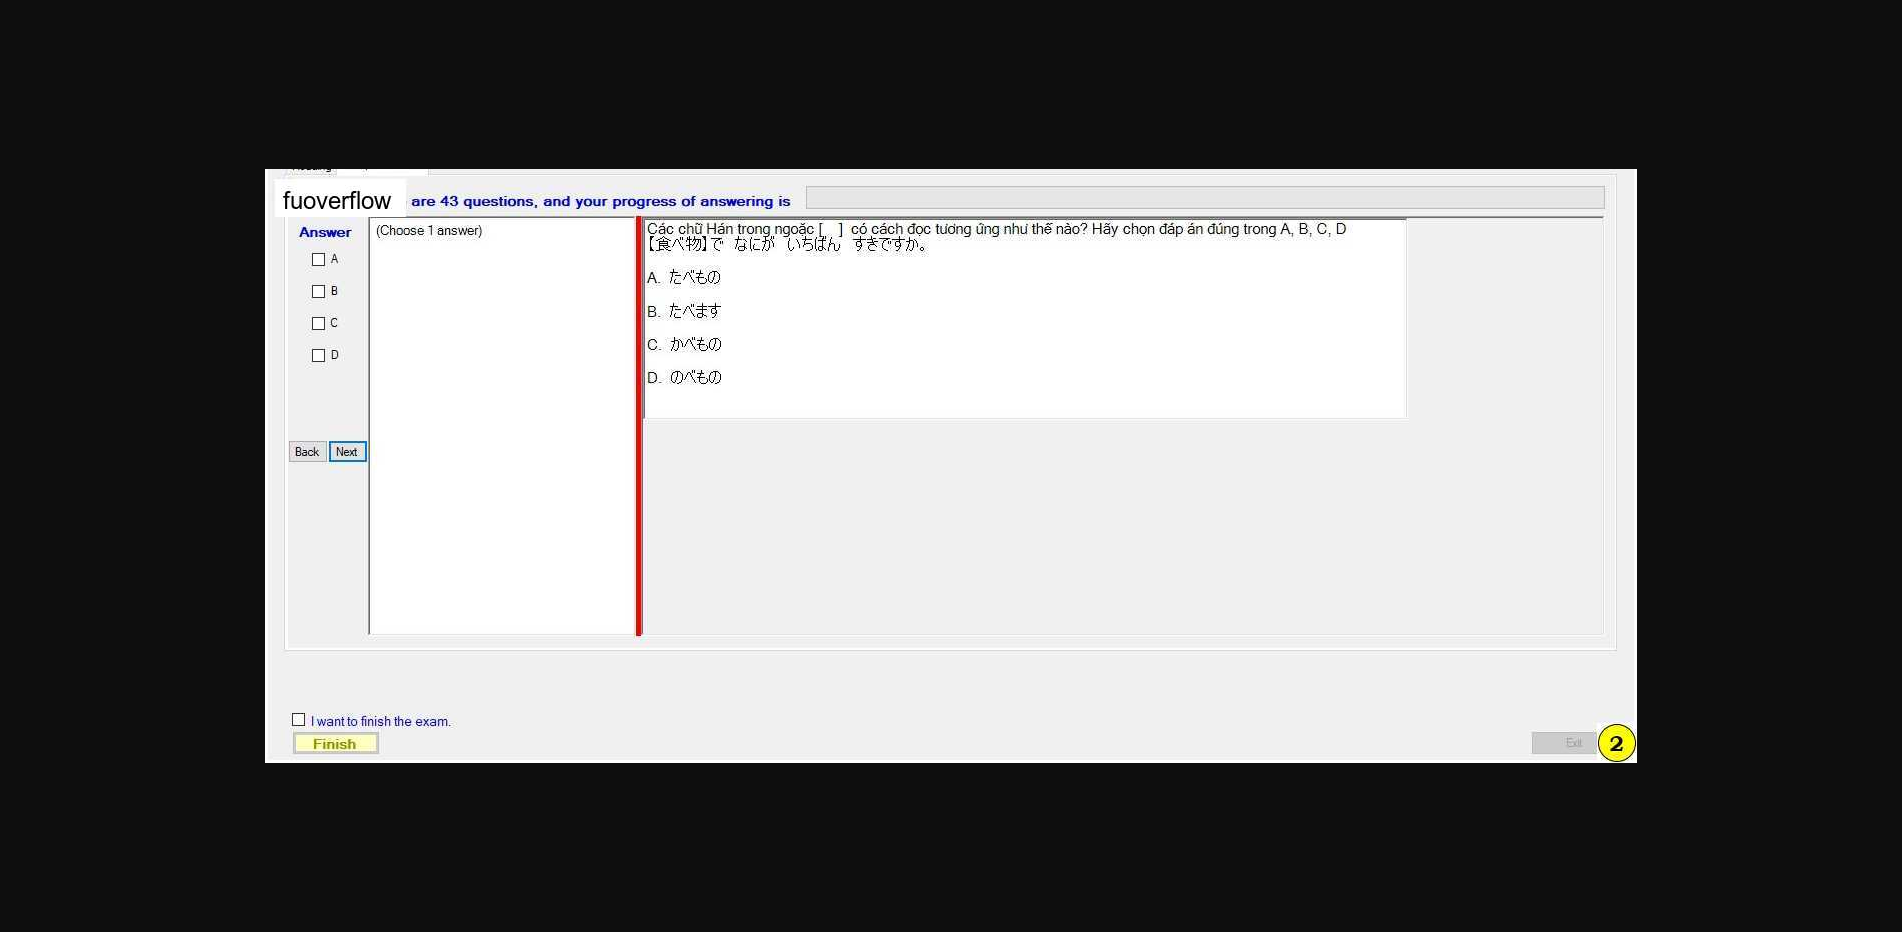 fuoverflow are 43 questions, and your progress of answering is
Answer
(Choose 1 answer)
A
B
C
D
Back Next
Các chữ Hán trong ngoặc [   ] có cách đọc tương ứng như thế nào? Hãy chọn đáp án đúng trong A, B, C, D
【食べ物】で　なにが　いちばん　すきですか。
A. たべもの
B. たべます
C. かべもの
D. のべもの
I want to finish the exam.
Finish
Exit
2